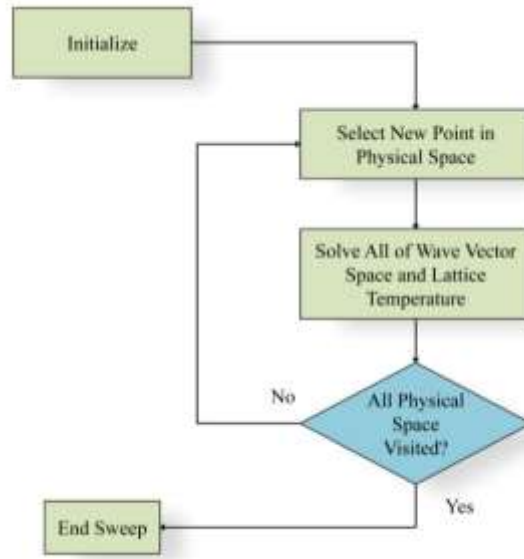 Initialize
Select New Point in
Physical Space
Solve All of Wave Vector
Space and Lattice
Temperature
All Physical
Space
Visited?
No
Yes
End Sweep